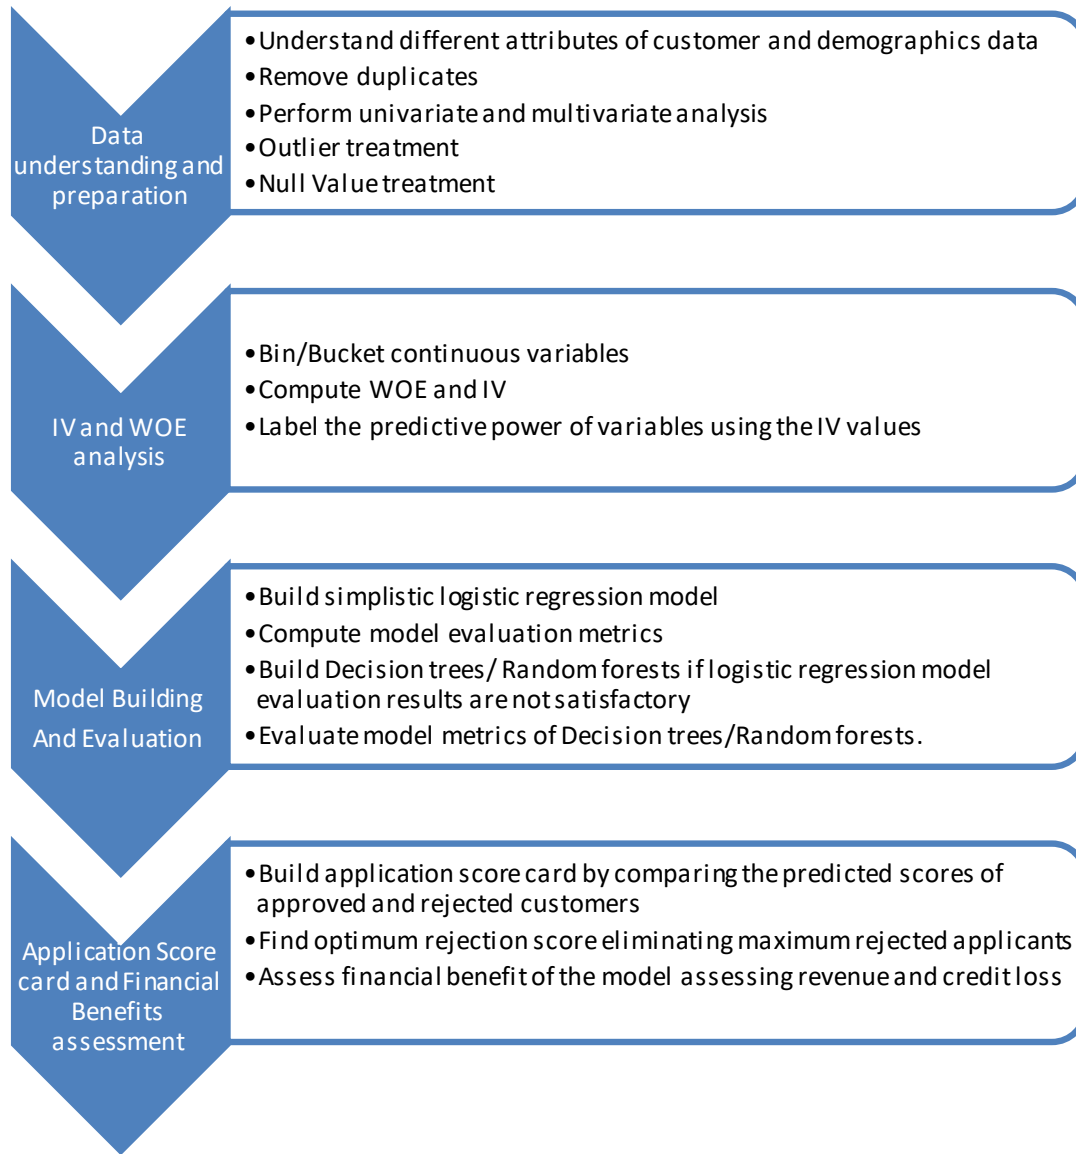 Data
understanding and
preparation
•Understand different attributes of customer and demographics data
•Remove duplicates
•Perform univariate and multivariate analysis
•Outlier treatment
•Null Value treatment
IV and WOE
analysis
•Bin/Bucket continuous variables
•Compute WOE and IV
•Label the predictive power of variables using the IV values
Model Building
And Evaluation
•Build simplistic logistic regression model
•Compute model evaluation metrics
•Build Decision trees/ Random forests if logistic regression model
evaluation results are not satisfactory
•Evaluate model metrics of Decision trees/Random forests.
Application Score
card and Financial
Benefits
assessment
•Build application score card by comparing the predicted scores of
approved and rejected customers
•Find optimum rejection score eliminating maximum rejected applicants
•Assess financial benefit of the model assessing revenue and credit loss